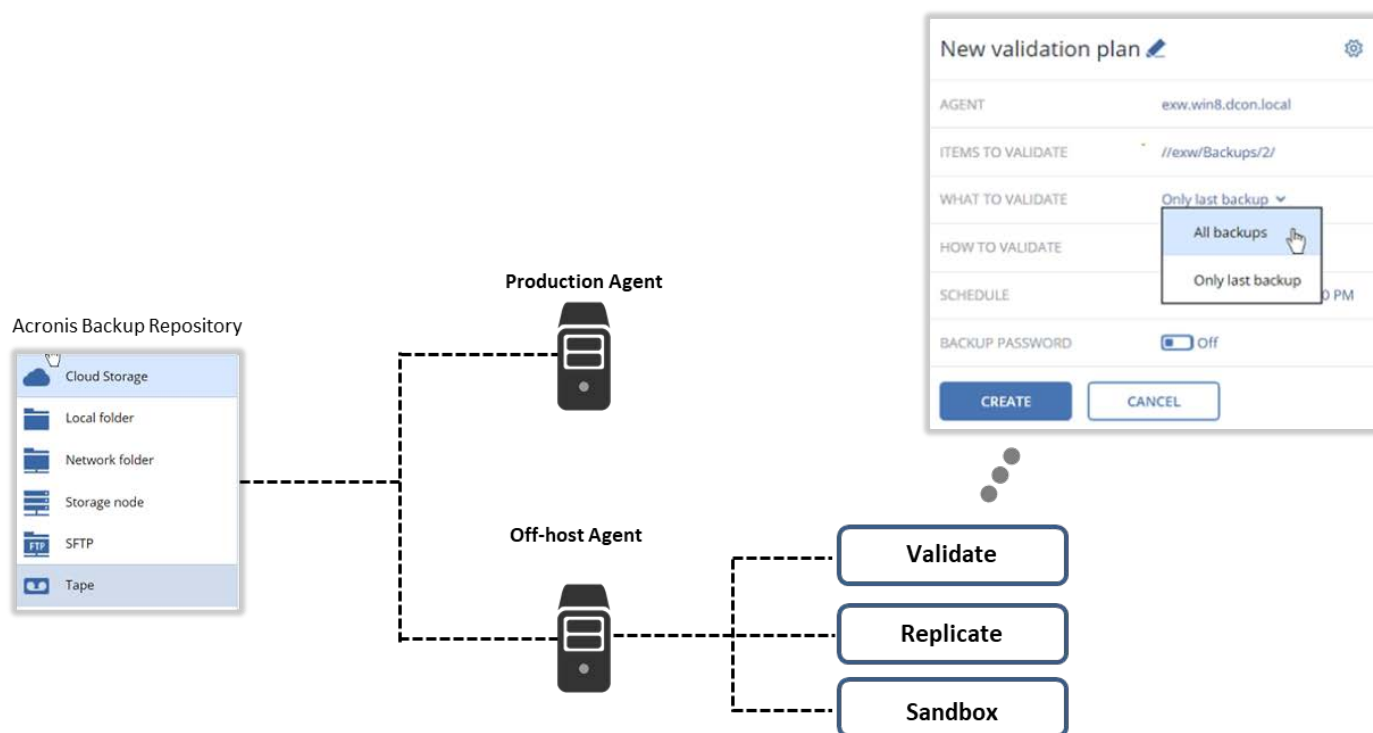 New validation plan
AGENT exw.win8.dcon.local
ITEMS TO VALIDATE //exw/Backups/2/
WHAT TO VALIDATE Only last backup
All backups
HOW TO VALIDATE
Only last backup
SCHEDULE 0 PM
BACKUP PASSWORD Off
CREATE CANCEL
Production Agent
Acronis Backup Repository
Cloud Storage
Local folder
Network folder
Storage node
FTP SFTP
Tape
Off-host Agent
Validate
Replicate
Sandbox